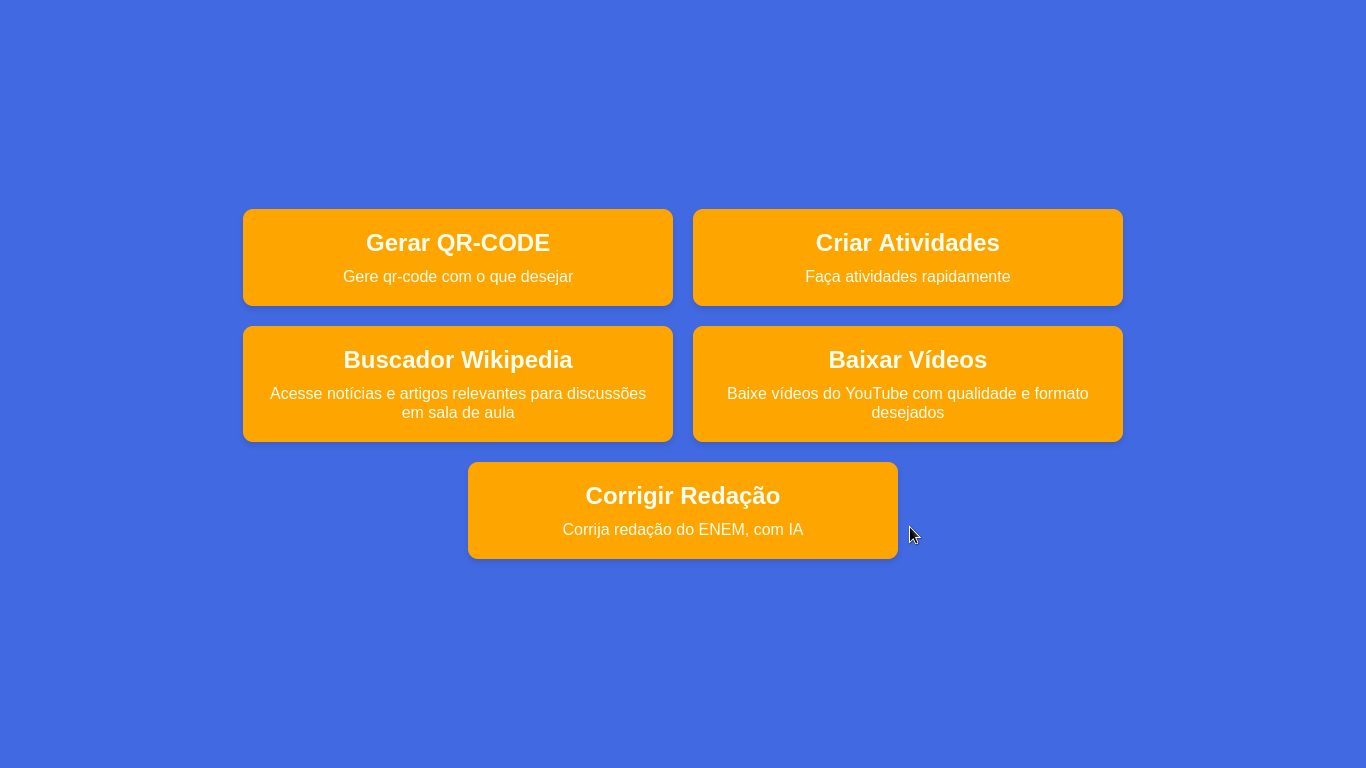 Gerar QR-CODE
Gere qr-code com o que desejar
Criar Atividades
Faça atividades rapidamente
Buscador Wikipedia
Acesse notícias e artigos relevantes para discussões
em sala de aula
Baixar Vídeos
Baixe vídeos do YouTube com qualidade e formato
desejados
Corrigir Redação
Corrija redação do ENEM, com IA